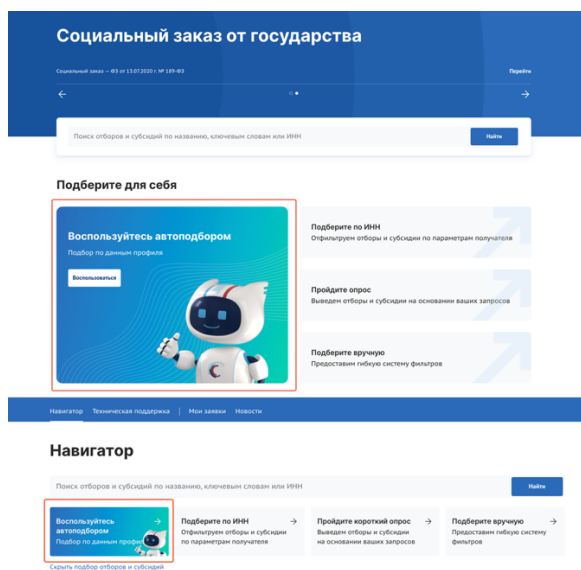 Социальный заказ от государства
Социальный заказ – ФЗ от 13.07.2020 г. № 189-ФЗ
Перейти
Поиск отборов и субсидий по названию, ключевым словам или ИНН
Найти
Подберите для себя
Воспользуйтесь автоподбором
Подбор по данным профиля
Воспользоваться
Подберите по ИНН
Отфильтруем отборы и субсидии по параметрам получателя
Пройдите опрос
Выведем отборы и субсидии на основании ваших запросов
Подберите вручную
Предоставим гибкую систему фильтров
Навигатор Техническая поддержка | Мои заявки Новости
Навигатор
Поиск отборов и субсидий по названию, ключевым словам или ИНН
Найти
Воспользуйтесь
автоподбором
Подбор по данным профи
Подберите по ИНН
Отфильтруем отборы и субсидии
по параметрам получателя
Пройдите короткий опрос
Выведем отборы и субсидии
на основании ваших запросов
Подберите вручную
Предоставим гибкую систему
фильтров
Скрыть подбор отборов и субсидий